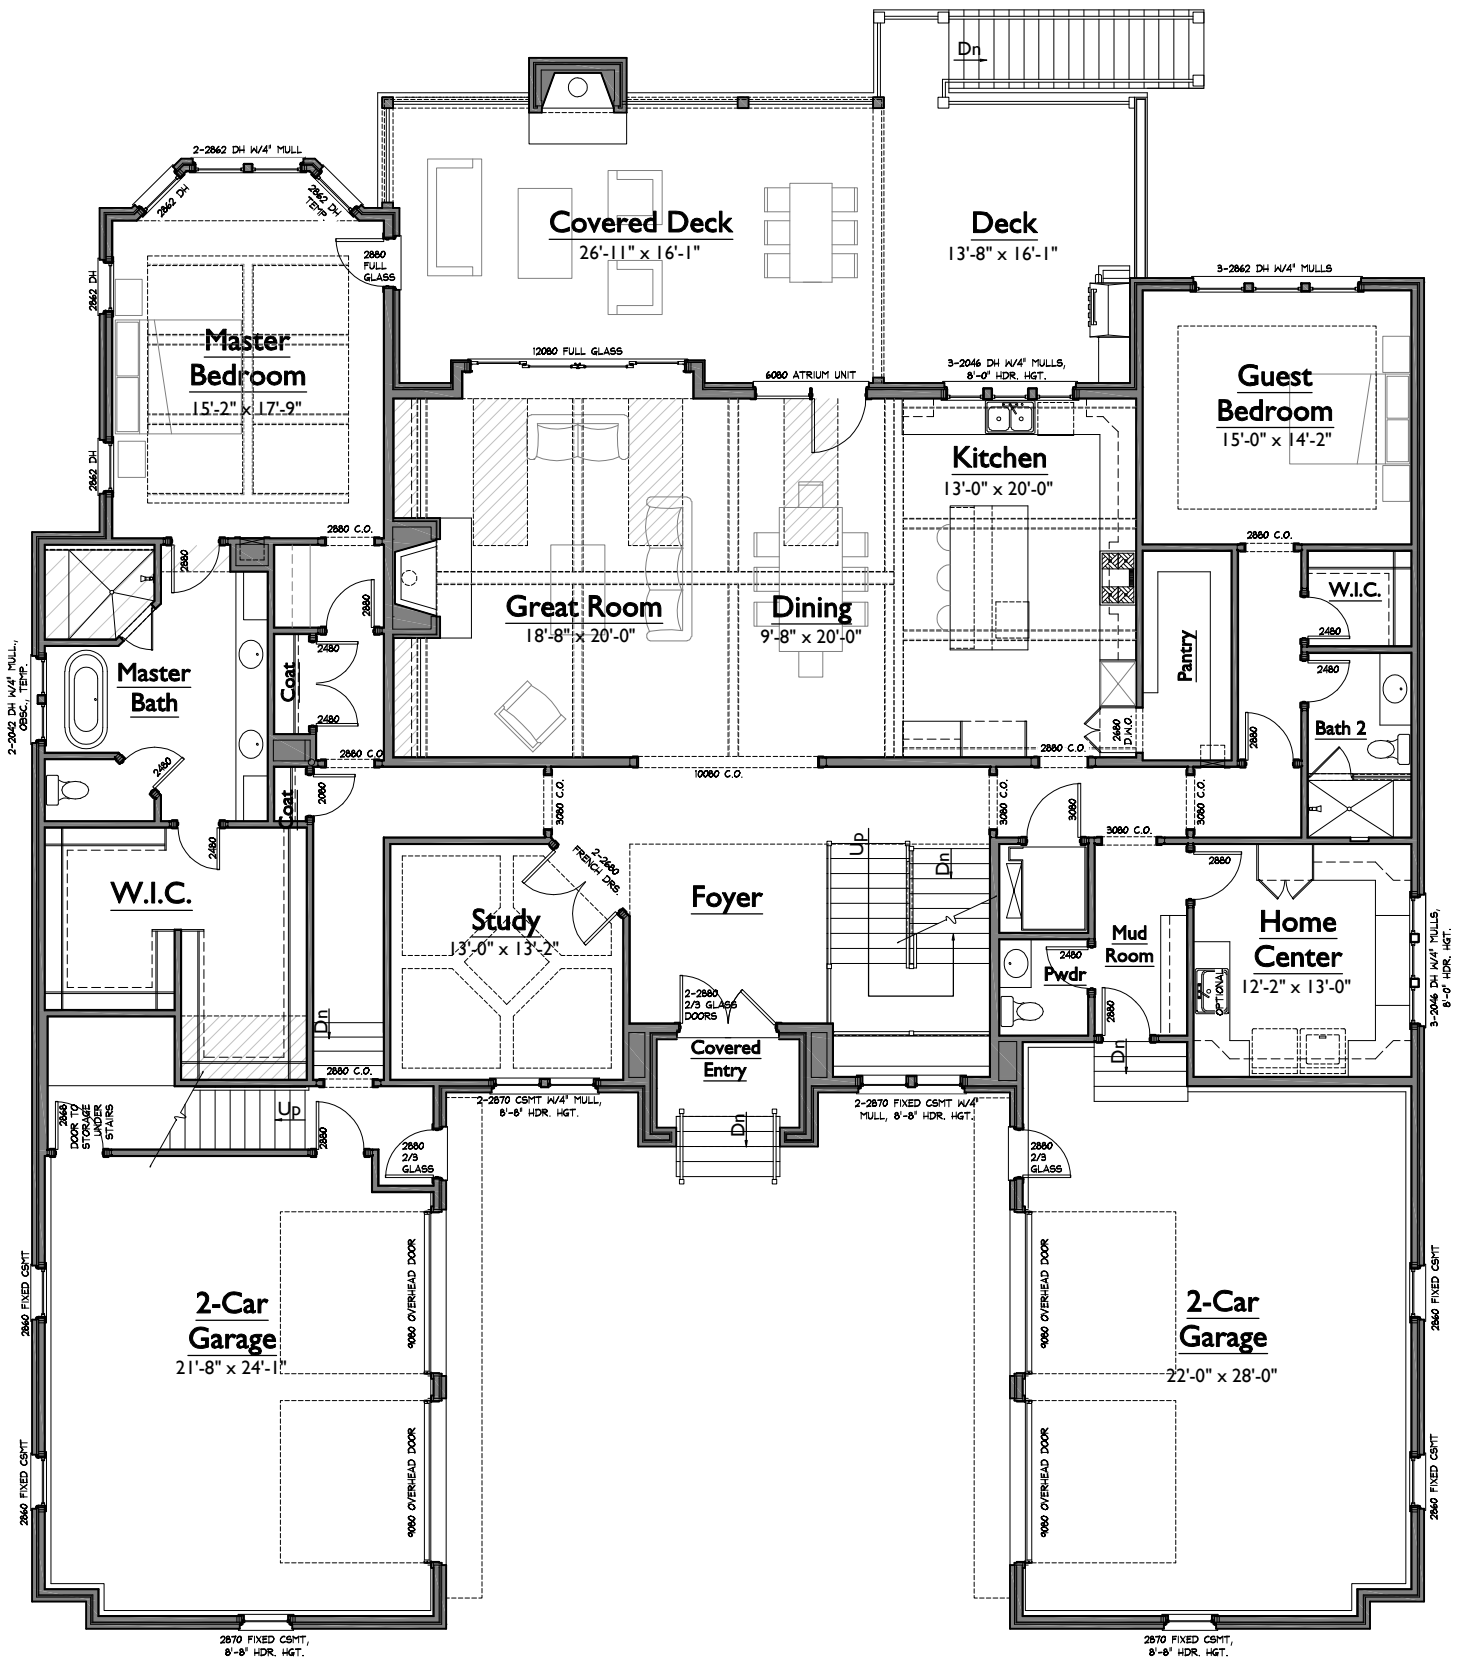 Dn
2-2862 DH W/4" MULL
2862 DH
2862 DH
TEMP
Covered Deck
26'-11" x 16'-1"
Deck
13'-8" x 16'-1"
2880
FULL
GLASS
2862 DH
3-2862 DH W/4" MULLS
Master
Bedroom
15'-2" x 17'-9"
12080 FULL GLASS
6080 ATRIUM UNIT
3-2046 DH W/4" MULLS,
8'-0" HDR. HGT.
Guest
Bedroom
15'-0" x 14'-2"
2862 DH
Kitchen
13'-0" x 20'-0"
2880 C.O.
2880 C.O.
2880
2880
Great Room
18'-8" x 20'-0"
Dining
9'-8" x 20'-0"
W.I.C.
2480
2480
Pantry
2-2042 DH W/4" MULL,
OBSC., TEMP.
Master
Bath
Coat
2480
2480
2480
2680
D.W.O.
2880
Bath 2
2880 C.O.
2880 C.O.
10080 C.O.
2080
Coat
3080 C.O.
3080 C.O.
3080
3080 C.O.
3080 C.O.
2480
2-2680
FRENCH DRS.
Up
Dn
2880
W.I.C.
Foyer
Study
13'-0" x 13'-2"
Mud
Room
Home
Center
12'-2" x 13'-0"
3-2046 DH W/4" MULLS,
8'-0" HDR. HGT.
2480
Pwdr
OPTIONAL
2-2880
2/3 GLASS
DOORS
2880
Dn
Covered
Entry
Dn
2880 C.O.
2868
DOOR TO
STORAGE
UNDER
STAIRS
Up
2880
2-2870 CSMT W/4" MULL,
8'-8" HDR. HGT.
2-2870 FIXED CSMT W/4"
MULL, 8'-8" HDR. HGT.
Dn
2880
2/3
GLASS
2880
2/3
GLASS
2860 FIXED CSMT
9080 OVERHEAD DOOR
9080 OVERHEAD DOOR
2860 FIXED CSMT
2-Car
Garage
21'-8" x 24'-1"
2-Car
Garage
22'-0" x 28'-0"
2860 FIXED CSMT
9080 OVERHEAD DOOR
9080 OVERHEAD DOOR
2860 FIXED CSMT
2870 FIXED CSMT,
8'-8" HDR. HGT.
2870 FIXED CSMT,
8'-8" HDR. HGT.